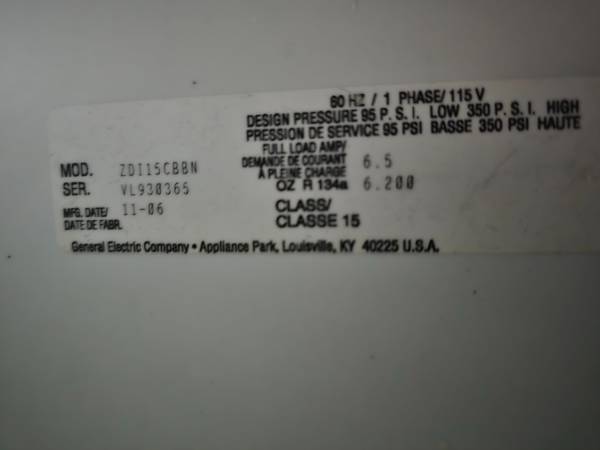 60 HZ / 1 PHASE/ 115 V
DESIGN PRESSURE 95 P. S. I. LOW 350 P. S. I. HIGH
PRESSION DE SERVICE 95 PSI BASSE 350 PSI HAUTE
FULL LOAD AMP/
DEMANDE DE COURANT 6.5
À PLEINE CHARGE
OZ R 134a 6.200
CLASS/
CLASSE 15
MOD. ZDI15CBBN
SER. VL930365
MFG. DATE/ 11-06
DATE DE FABR.
General Electric Company • Appliance Park, Louisville, KY 40225 U.S.A.